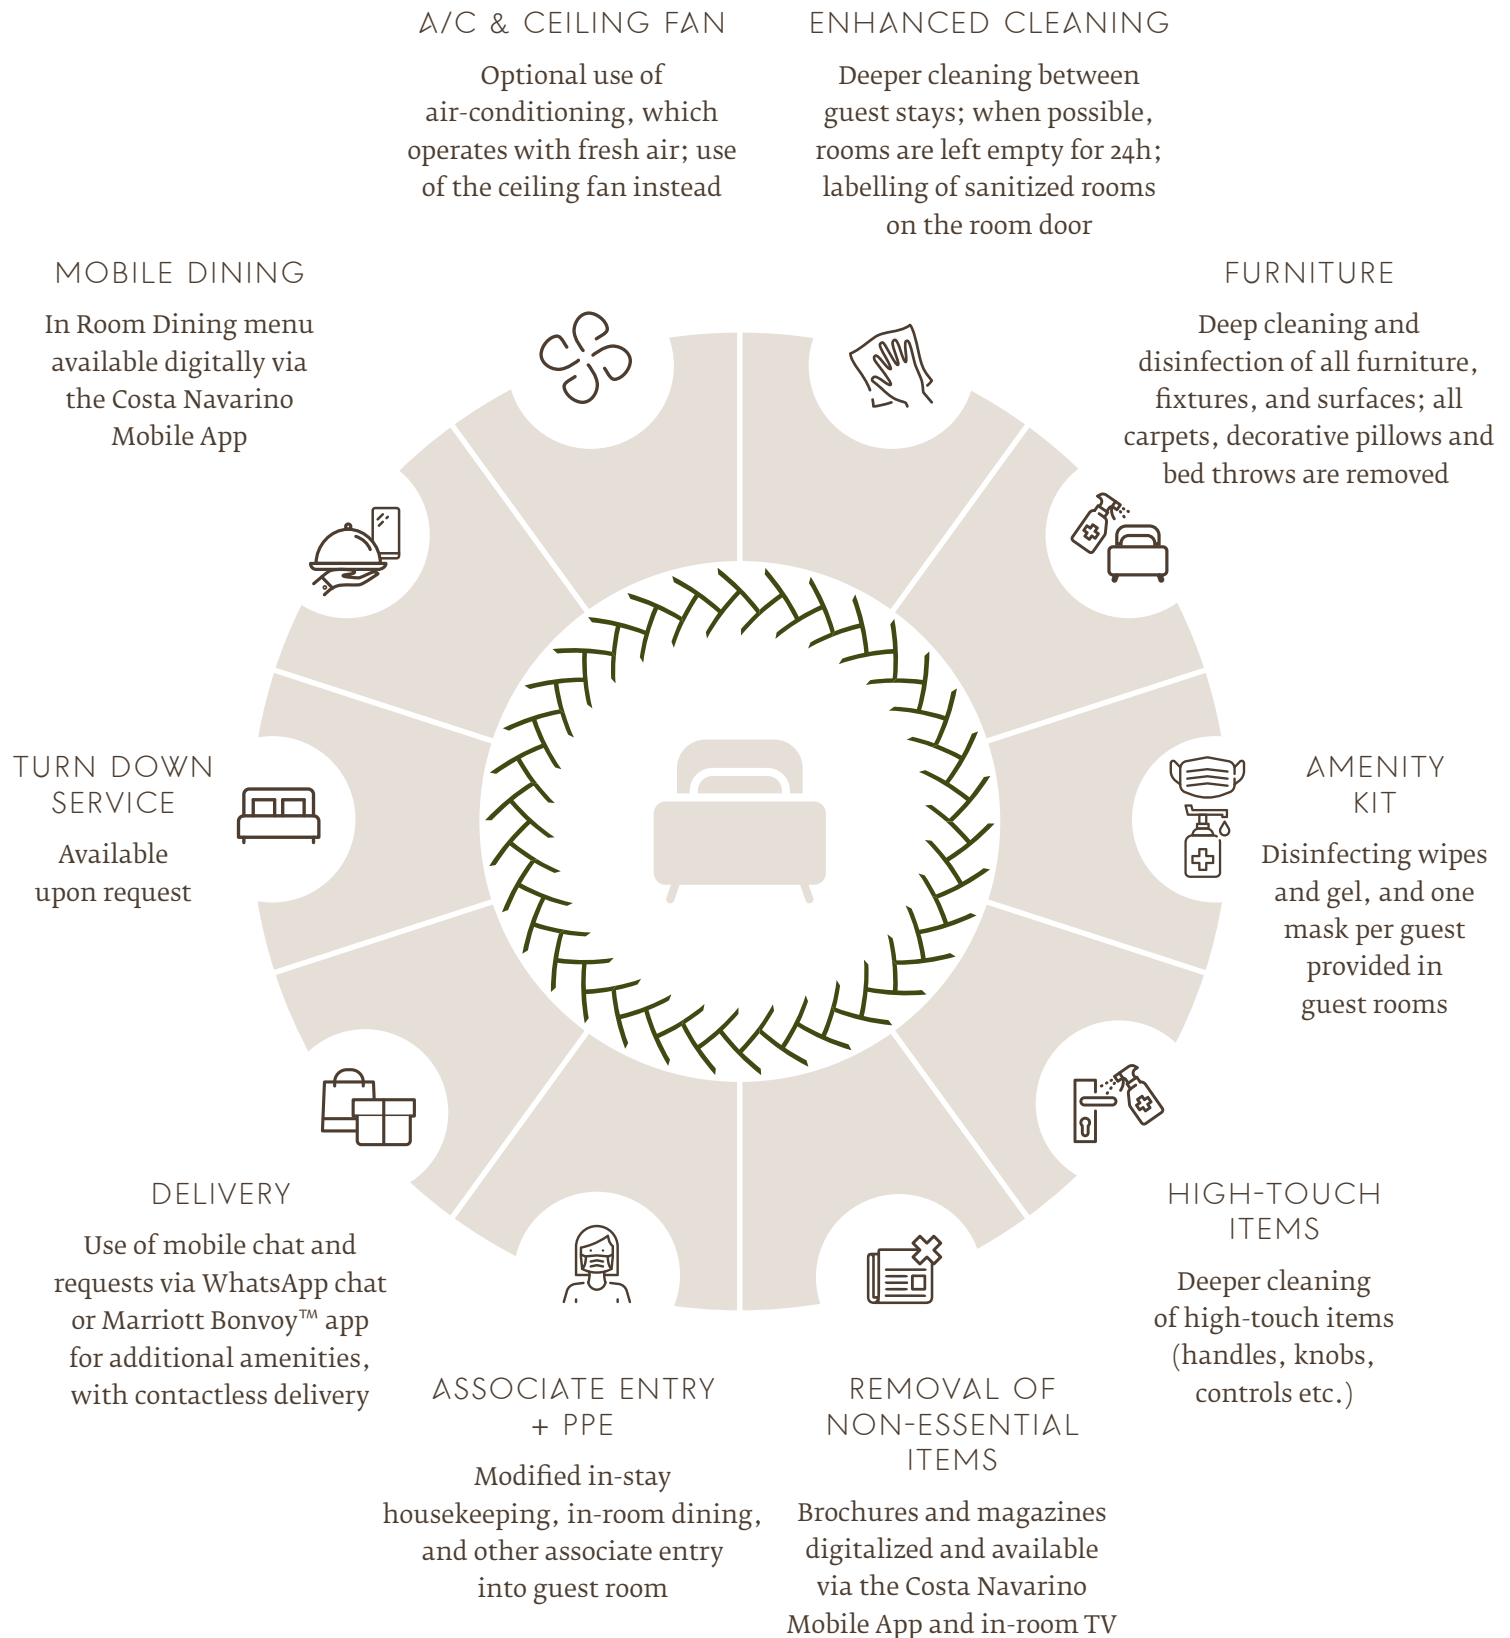 A/C & CEILING FAN
Optional use of
air-conditioning, which
operates with fresh air; use
of the ceiling fan instead
ENHANCED CLEANING
Deeper cleaning between
guest stays; when possible,
rooms are left empty for 24h;
labelling of sanitized rooms
on the room door
MOBILE DINING
In Room Dining menu
available digitally via
the Costa Navarino
Mobile App
FURNITURE
Deep cleaning and
disinfection of all furniture,
fixtures, and surfaces; all
carpets, decorative pillows and
bed throws are removed
TURN DOWN
SERVICE
Available
upon request
AMENITY
KIT
Disinfecting wipes
and gel, and one
mask per guest
provided in
guest rooms
DELIVERY
Use of mobile chat and
requests via WhatsApp chat
or Marriott Bonvoy™ app
for additional amenities,
with contactless delivery
HIGH-TOUCH
ITEMS
Deeper cleaning
of high-touch items
(handles, knobs,
controls etc.)
ASSOCIATE ENTRY
+ PPE
Modified in-stay
housekeeping, in-room dining,
and other associate entry
into guest room
REMOVAL OF
NON-ESSENTIAL
ITEMS
Brochures and magazines
digitalized and available
via the Costa Navarino
Mobile App and in-room TV